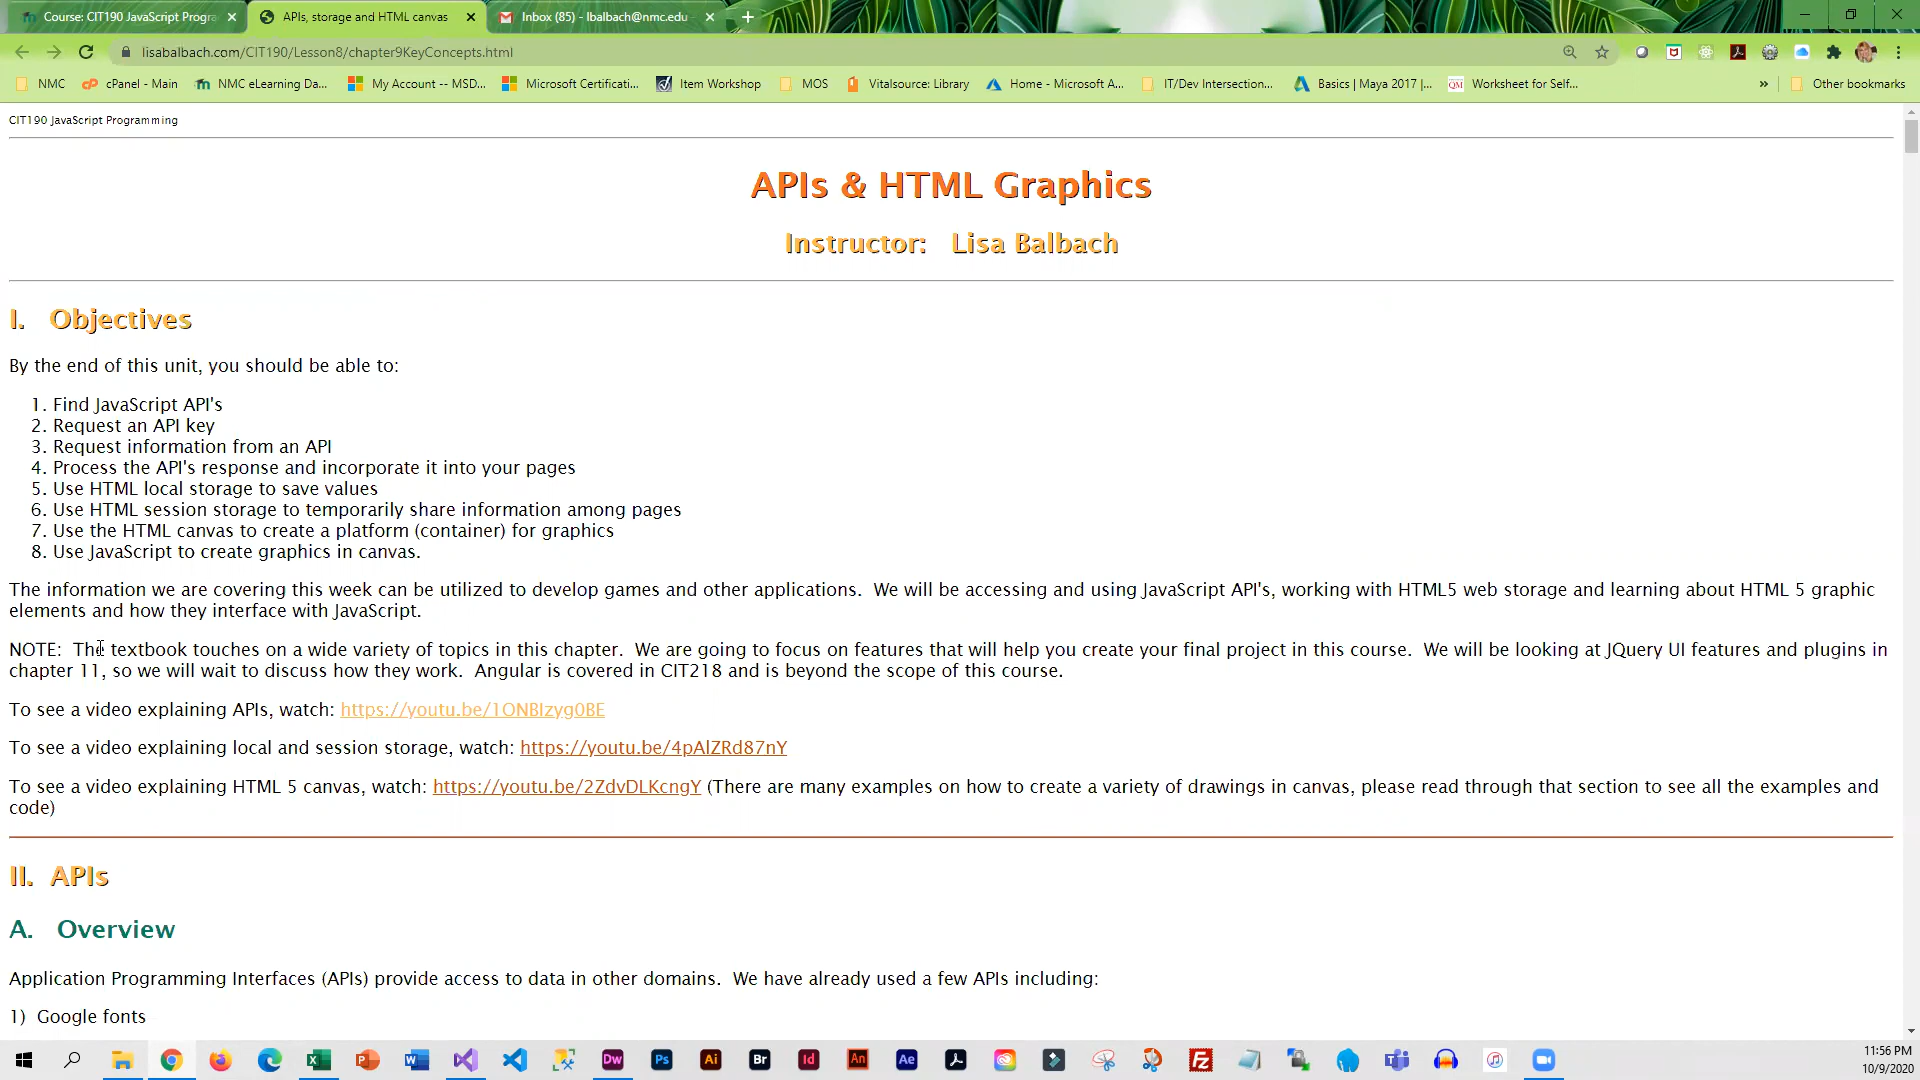 Course: CIT190 JavaScript Progra
APIs, storage and HTML canvas
Inbox (85) - lbalbach@nmc.edu
lisabalbach.com/CIT190/Lesson8/chapter9KeyConcepts.html
NMC
cPanel - Main
NMC eLearning Da...
My Account -- MSD...
Microsoft Certificati...
Item Workshop
MOS
Vitalsource: Library
Home - Microsoft A...
IT/Dev Intersection...
Basics | Maya 2017 |...
QM Worksheet for Self...
»
Other bookmarks
CIT190 JavaScript Programming
APIs & HTML Graphics
Instructor: Lisa Balbach
I. Objectives
By the end of this unit, you should be able to:
1. Find JavaScript API's
2. Request an API key
3. Request information from an API
4. Process the API's response and incorporate it into your pages
5. Use HTML local storage to save values
6. Use HTML session storage to temporarily share information among pages
7. Use the HTML canvas to create a platform (container) for graphics
8. Use JavaScript to create graphics in canvas.
The information we are covering this week can be utilized to develop games and other applications. We will be accessing and using JavaScript API's, working with HTML5 web storage and learning about HTML 5 graphic
elements and how they interface with JavaScript.
NOTE: The textbook touches on a wide variety of topics in this chapter. We are going to focus on features that will help you create your final project in this course. We will be looking at JQuery UI features and plugins in
chapter 11, so we will wait to discuss how they work. Angular is covered in CIT218 and is beyond the scope of this course.
To see a video explaining APIs, watch: https://youtu.be/1ONBIzyg0BE
To see a video explaining local and session storage, watch: https://youtu.be/4pAlZRd87nY
To see a video explaining HTML 5 canvas, watch: https://youtu.be/2ZdvDLKcngY (There are many examples on how to create a variety of drawings in canvas, please read through that section to see all the examples and
code)
II. APIs
A. Overview
Application Programming Interfaces (APIs) provide access to data in other domains. We have already used a few APIs including:
1) Google fonts
Dw
Ps
Ai
Br
Id
An
Ae
11:56 PM
10/9/2020